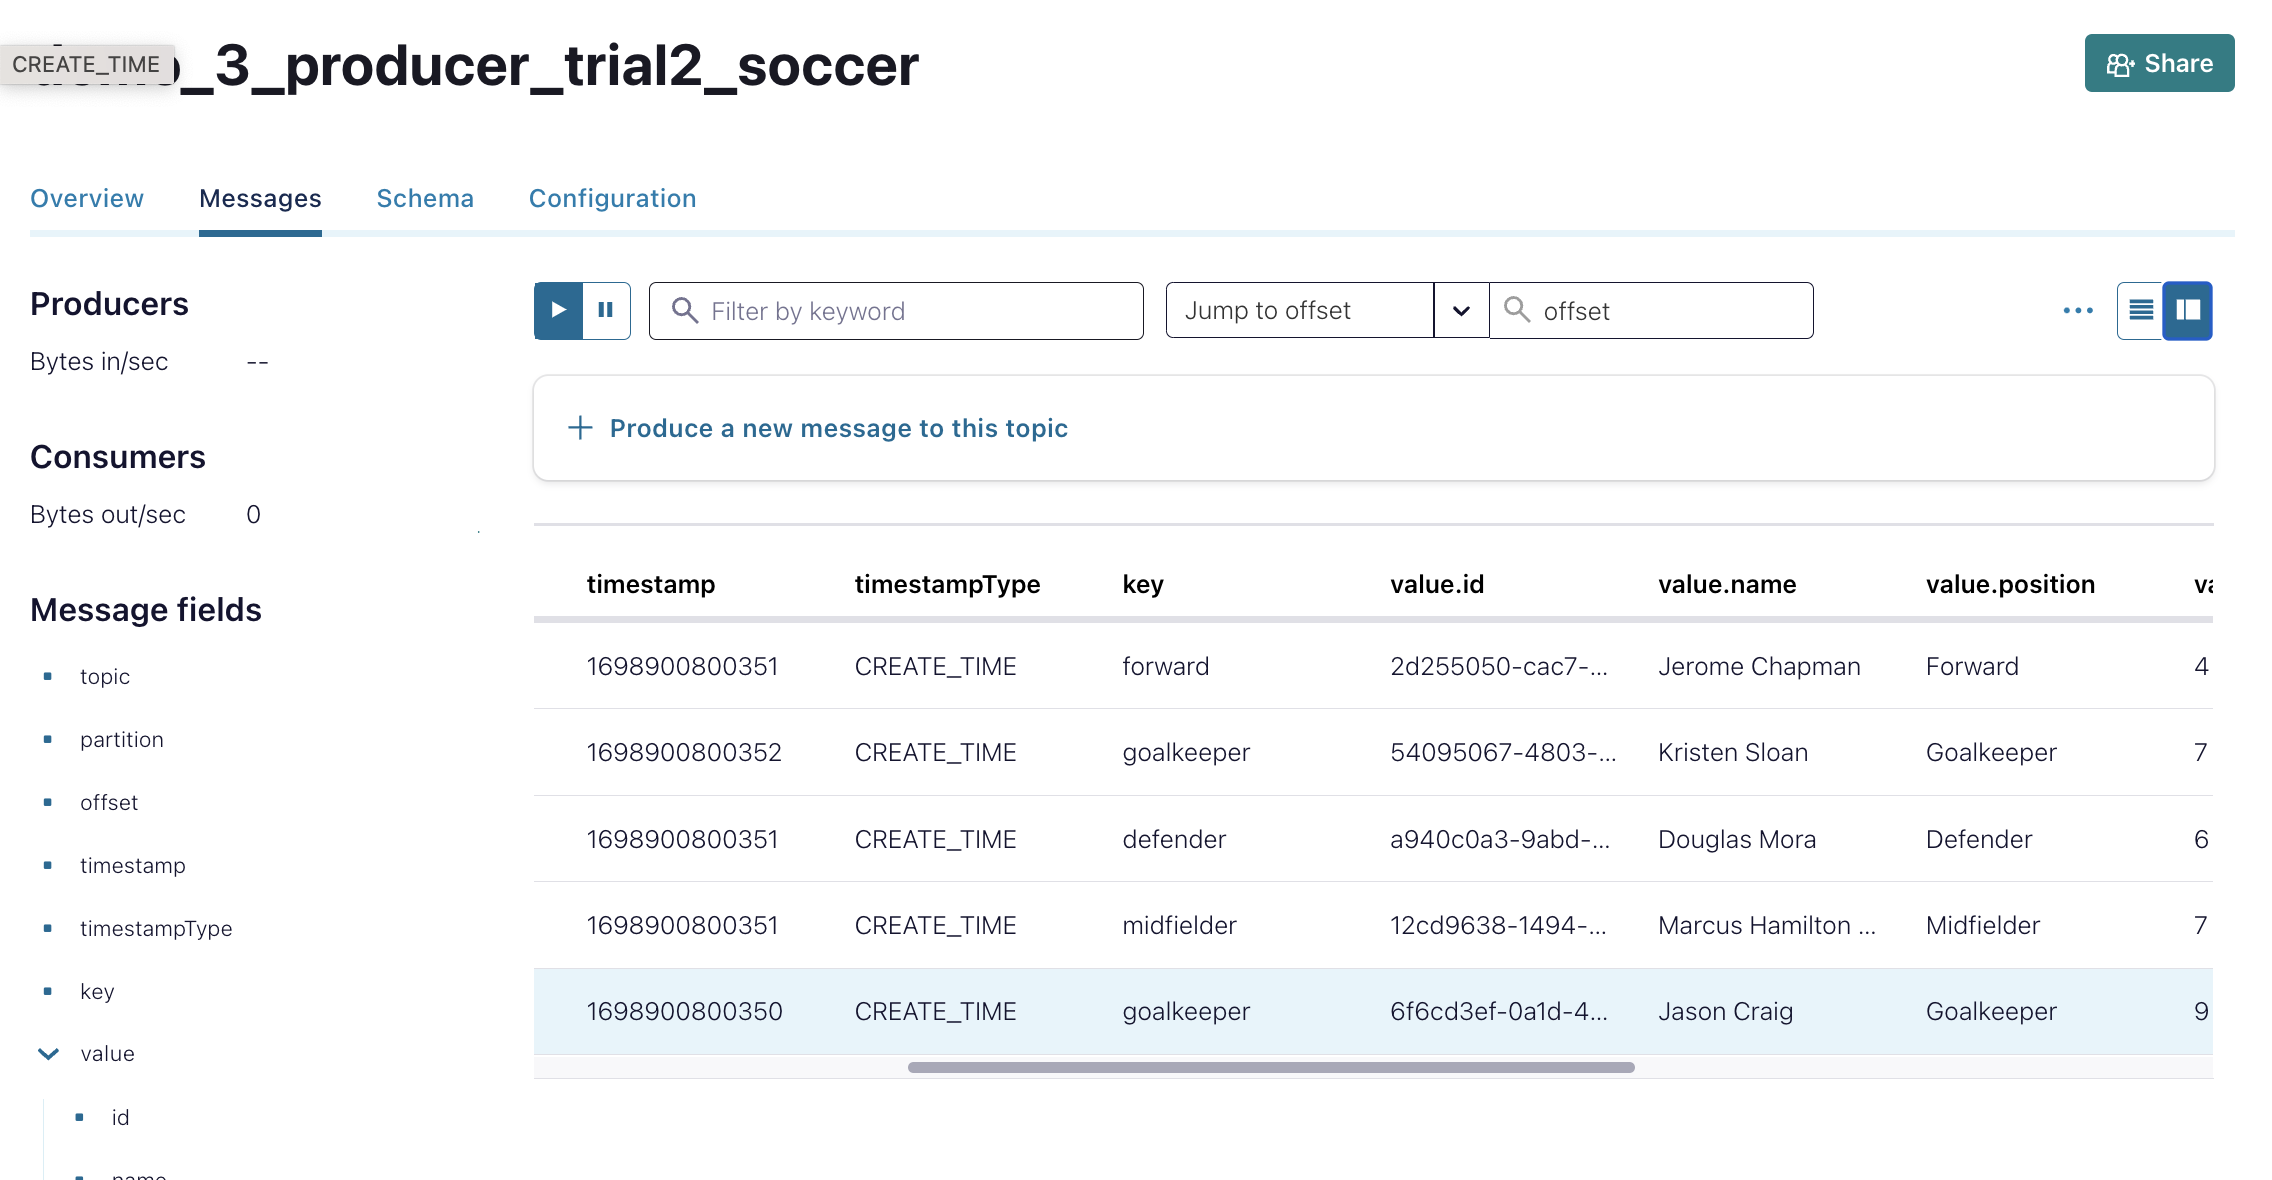 CREATE_TIME
_3_producer_trial2_soccer
Share
Overview Messages Schema Configuration
Producers
Bytes in/sec --
Consumers
Bytes out/sec 0
Message fields
topic
partition
offset
timestamp
timestampType
key
value
id
name
Filter by keyword
Jump to offset
offset
Produce a new message to this topic
timestamp timestampType key value.id value.name value.position
1698900800351 CREATE_TIME forward 2d255050-cac7-... Jerome Chapman Forward 4
1698900800352 CREATE_TIME goalkeeper 54095067-4803-... Kristen Sloan Goalkeeper 7
1698900800351 CREATE_TIME defender a940c0a3-9abd-... Douglas Mora Defender 6
1698900800351 CREATE_TIME midfielder 12cd9638-1494-... Marcus Hamilton ... Midfielder 7
1698900800350 CREATE_TIME goalkeeper 6f6cd3ef-0a1d-4... Jason Craig Goalkeeper 9